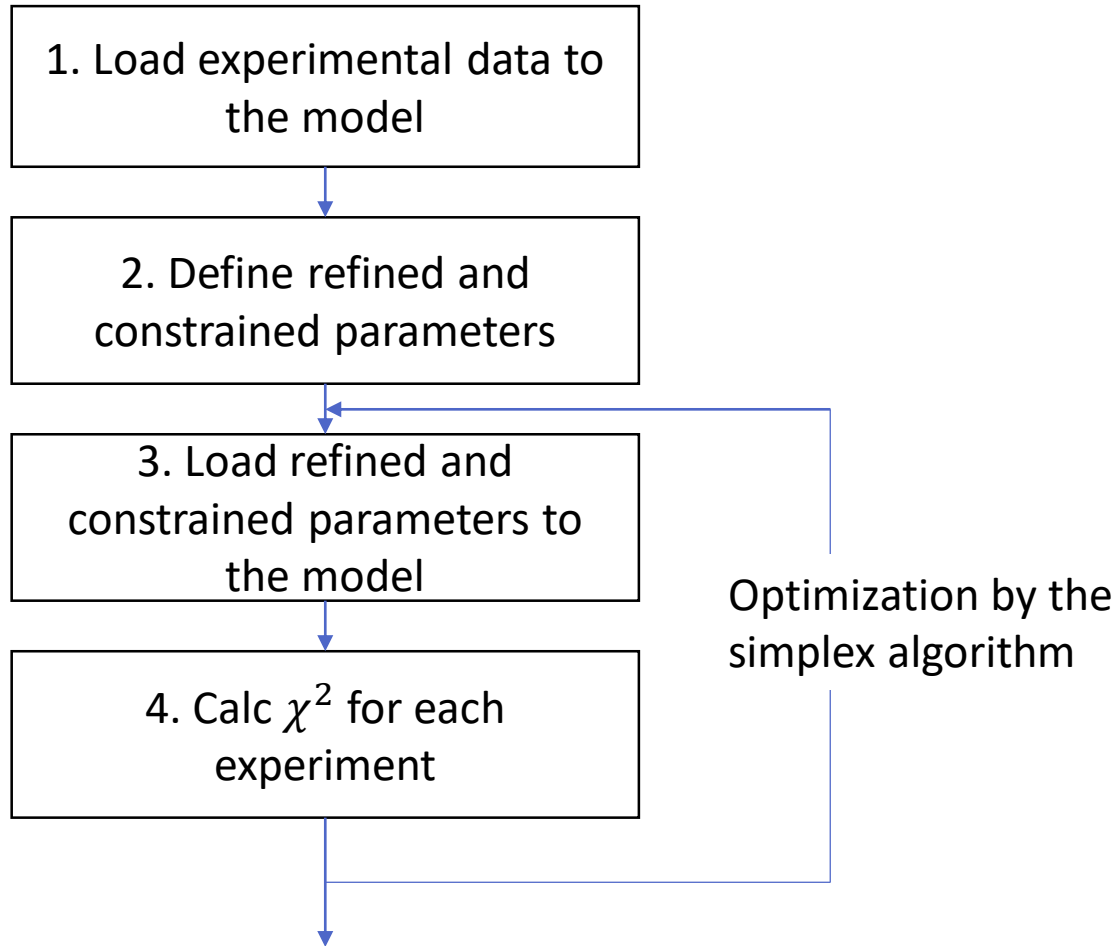 1. Load experimental data to
the model
2. Define refined and
constrained parameters
3. Load refined and
constrained parameters to
the model
Optimization by the
simplex algorithm
4. Calc χ² for each
experiment